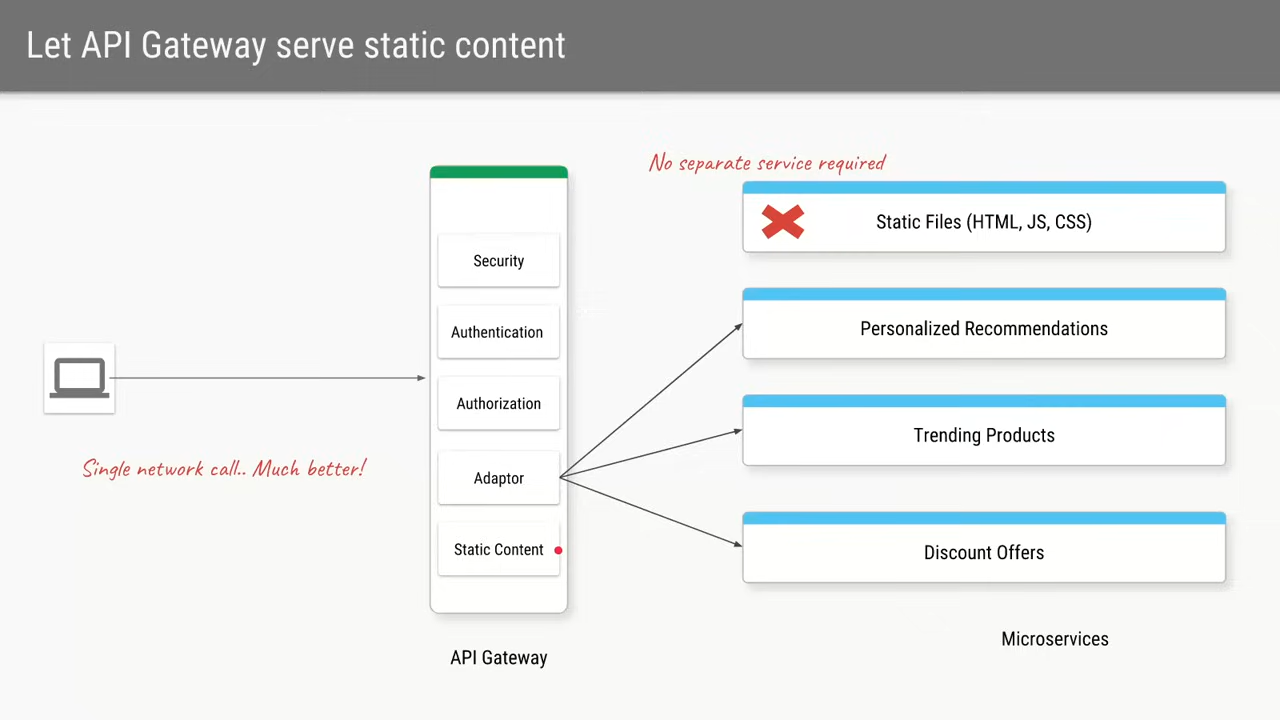 Let API Gateway serve static content
No separate service required
Static Files (HTML, JS, CSS)
Security
Personalized Recommendations
Authentication
Authorization
Trending Products
Single network call.. Much better!
Adaptor
Static Content
Discount Offers
Microservices
API Gateway